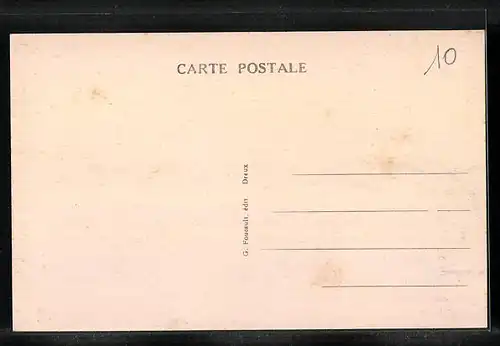 CARTE POSTALE
10
G. Foucault, édit Dreux